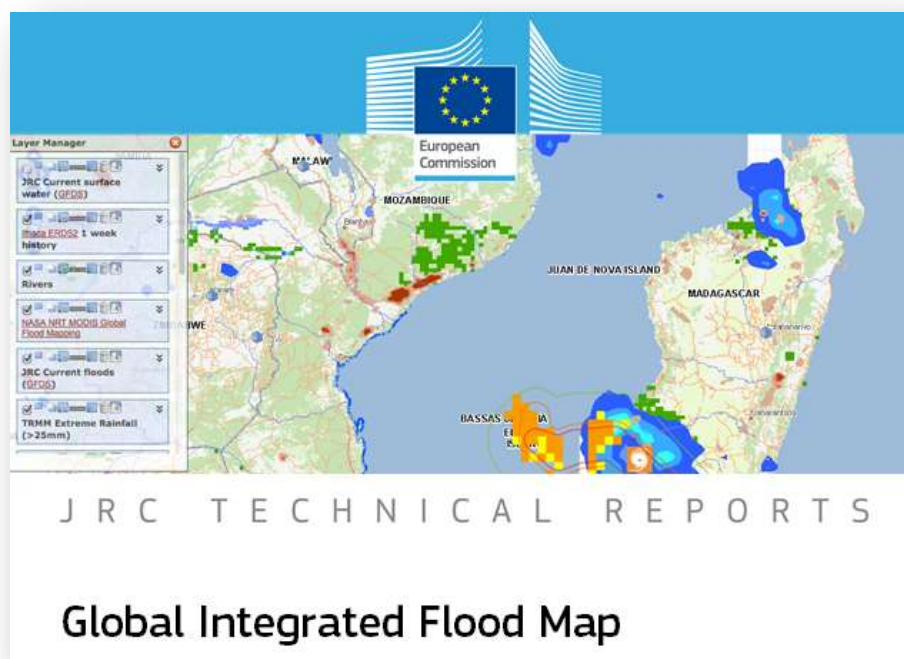 European
Commission
Layer Manager
JRC Current surface
water (GFDS)
Ithaca ERDS2 1 week
history
Rivers
NASA NRT MODIS Global
Flood Mapping
JRC Current floods
(GFDS)
TRMM Extreme Rainfall
(>25mm)
MALAW
MOZAMBIQUE
JUAN DE NOVA ISLAND
MADAGASCAR
BASSAS
JRC TECHNICAL REPORTS
Global Integrated Flood Map